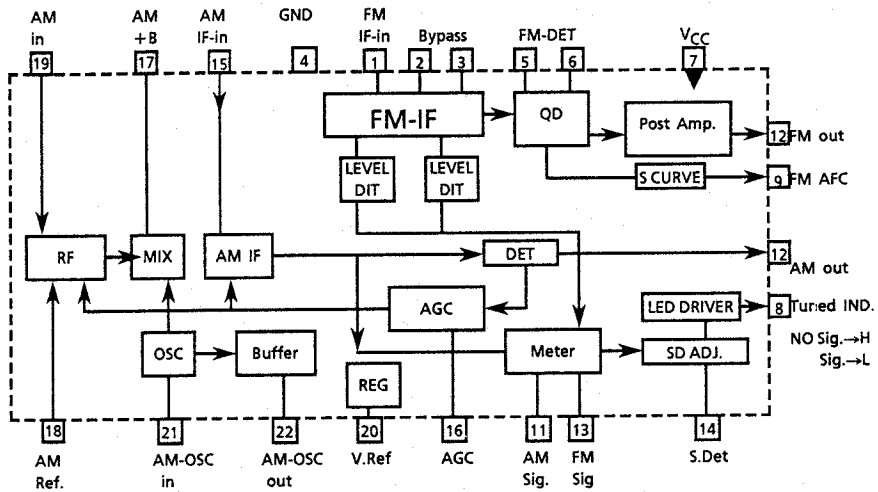 AM
in
AM
+B
AM
IF-in
GND
FM
IF-in
Bypass
FM-DET
VCC
19
17
15
4
1
2
3
5
6
7
FM-IF
QD
Post Amp.
12 FM out
LEVEL
DIT
LEVEL
DIT
S CURVE
9 FM AFC
RF
MIX
AM IF
DET
12
AM out
AGC
LED DRIVER
8 Tuned IND.
NO Sig.→H
Sig.→L
OSC
Buffer
Meter
SD ADJ.
REG
18
21
22
20
16
11
13
14
AM
Ref.
AM-OSC
in
AM-OSC
out
V.Ref
AGC
AM
Sig.
FM
Sig
S.Det